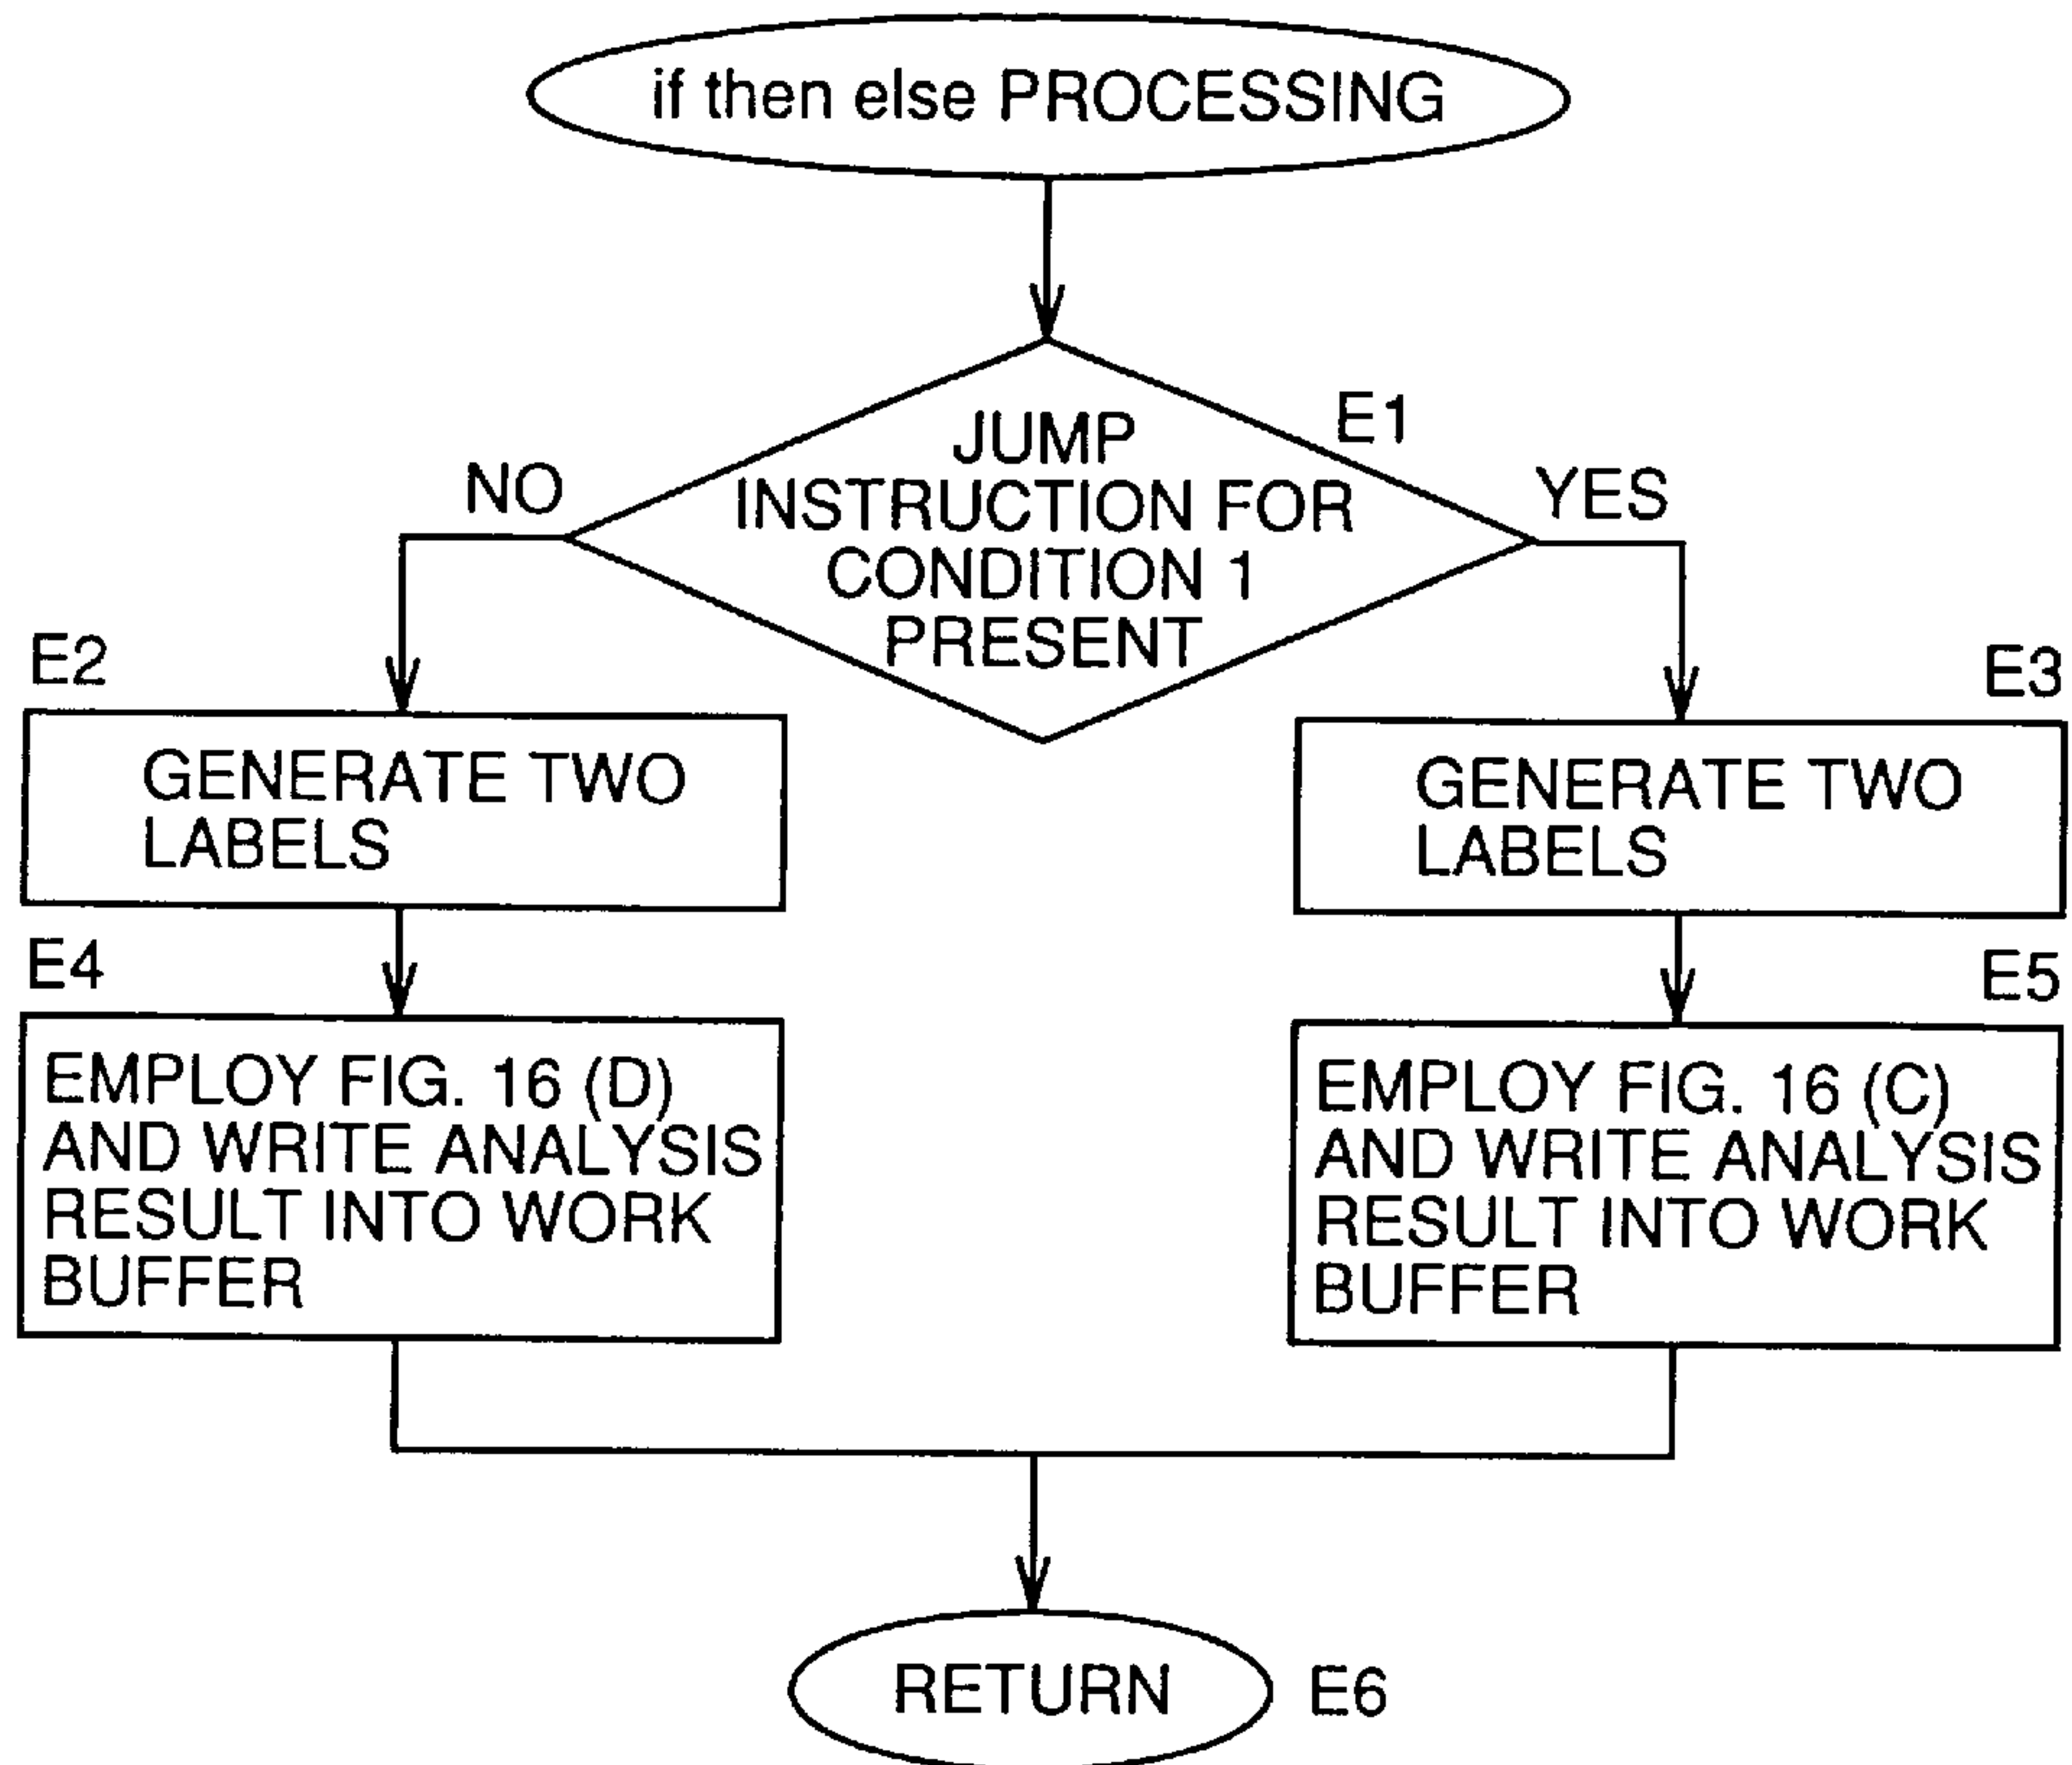 if then else PROCESSING
E1
JUMP
INSTRUCTION FOR
CONDITION 1
PRESENT
NO
YES
E2
GENERATE TWO
LABELS
E3
GENERATE TWO
LABELS
E4
EMPLOY FIG. 16 (D)
AND WRITE ANALYSIS
RESULT INTO WORK
BUFFER
E5
EMPLOY FIG. 16 (C)
AND WRITE ANALYSIS
RESULT INTO WORK
BUFFER
RETURN
E6